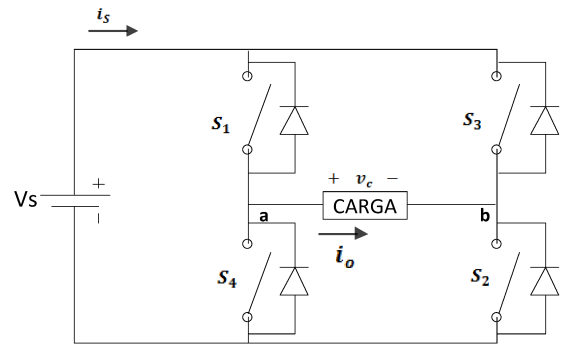 i_s
S_1
S_3
Vs
+
+ v_c −
CARGA
a
b
−
i_o
S_4
S_2